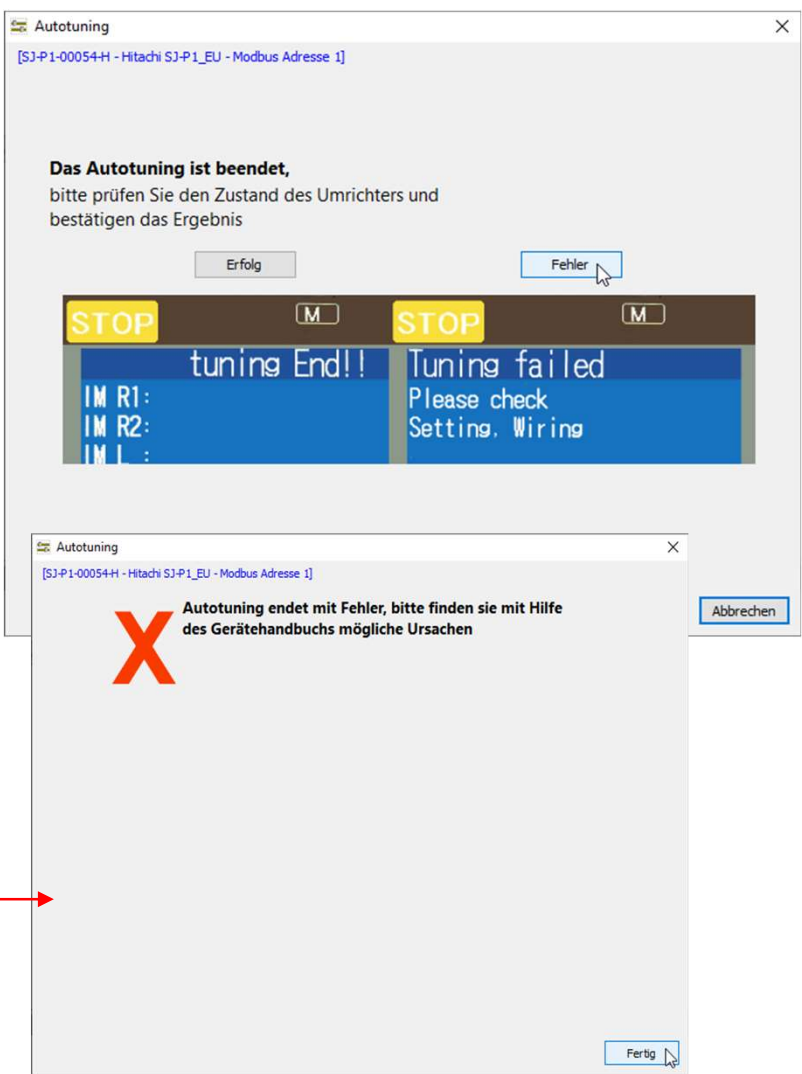 Autotuning
[SJ-P1-00054-H - Hitachi SJ-P1_EU - Modbus Adresse 1]
Das Autotuning ist beendet,
bitte prüfen Sie den Zustand des Umrichters und
bestätigen das Ergebnis
Erfolg
Fehler
STOP M
tuning End!!
IM R1:
IM R2:
IM L :
STOP M
Tuning failed
Please check
Setting, Wiring
Abbrechen
Autotuning
[SJ-P1-00054-H - Hitachi SJ-P1_EU - Modbus Adresse 1]
X
Autotuning endet mit Fehler, bitte finden sie mit Hilfe
des Gerätehandbuchs mögliche Ursachen
Fertig